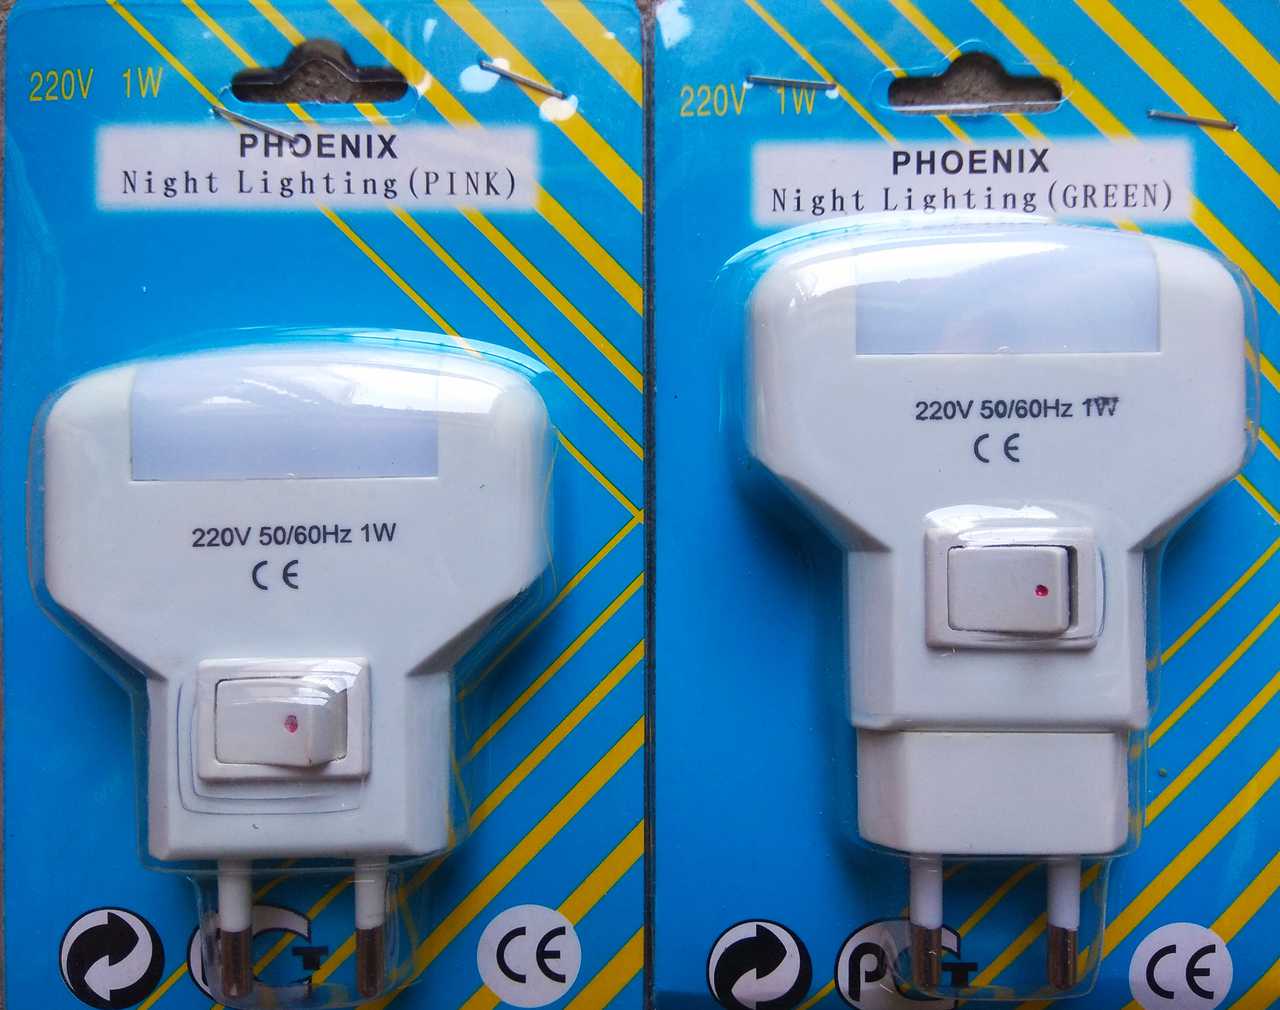 220V 1W
PHOENIX
Night Lighting(PINK)
220V 50/60Hz 1W
CE
CE
220V 1W
PHOENIX
Night Lighting(GREEN)
220V 50/60Hz 1W
CE
CE